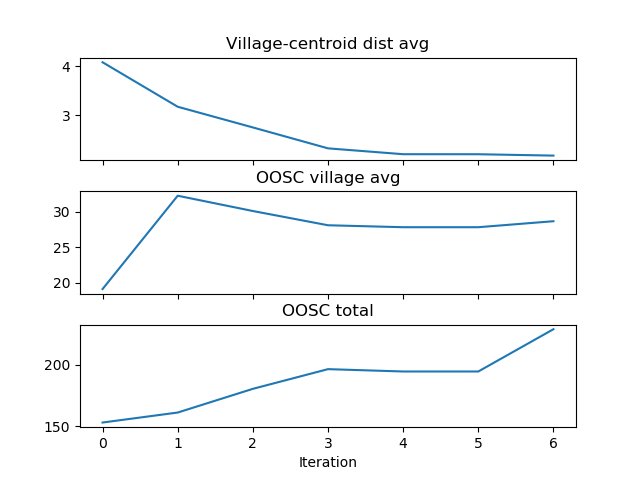 Village-centroid dist avg
4
3
OOSC village avg
30
25
20
OOSC total
200
150
0 1 2 3 4 5 6
Iteration